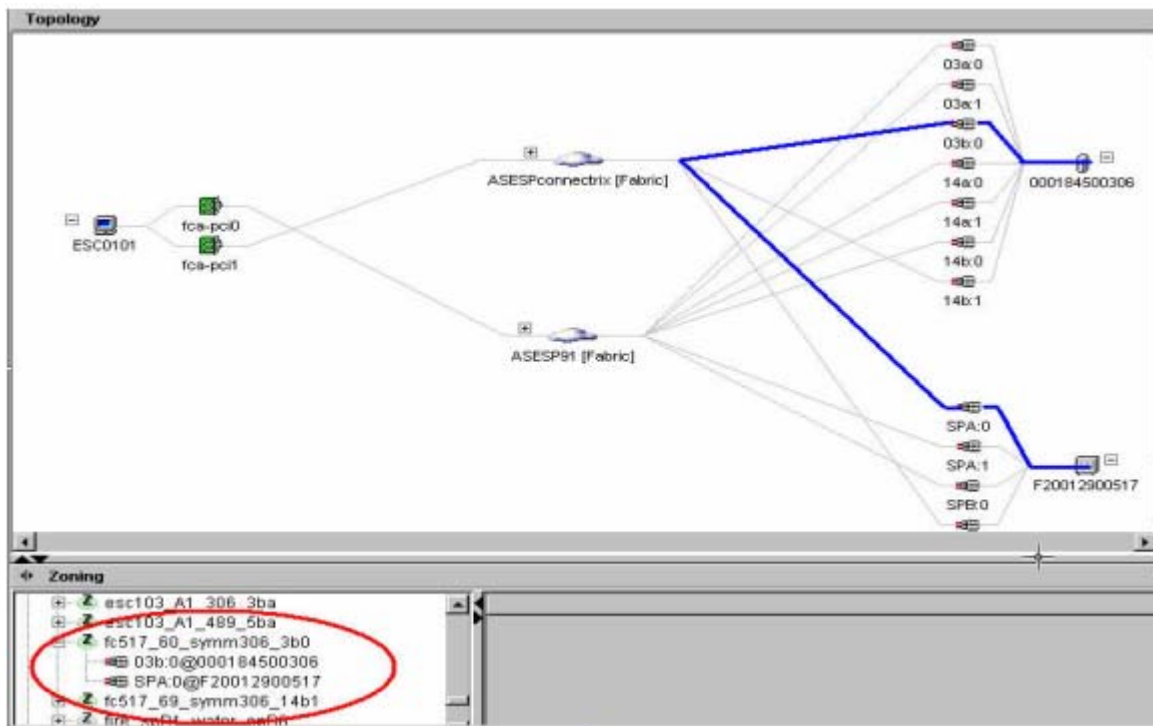 Topology
03a:0
03a:1
03b:0
ASESPconnectrix [Fabric]
14a:0
000184500306
fca-pci0
14a:1
ESC0101
fca-pci1
14b:0
14b:1
ASESP91 [Fabric]
SPA:0
SPA:1
F20012900517
SPB:0
Zoning
esc103_A1_306_3ba
esc103_A1_489_5ba
fc517_60_symm306_3b0
03b:0@000184500306
SPA:0@F20012900517
fc517_69_symm306_14b1